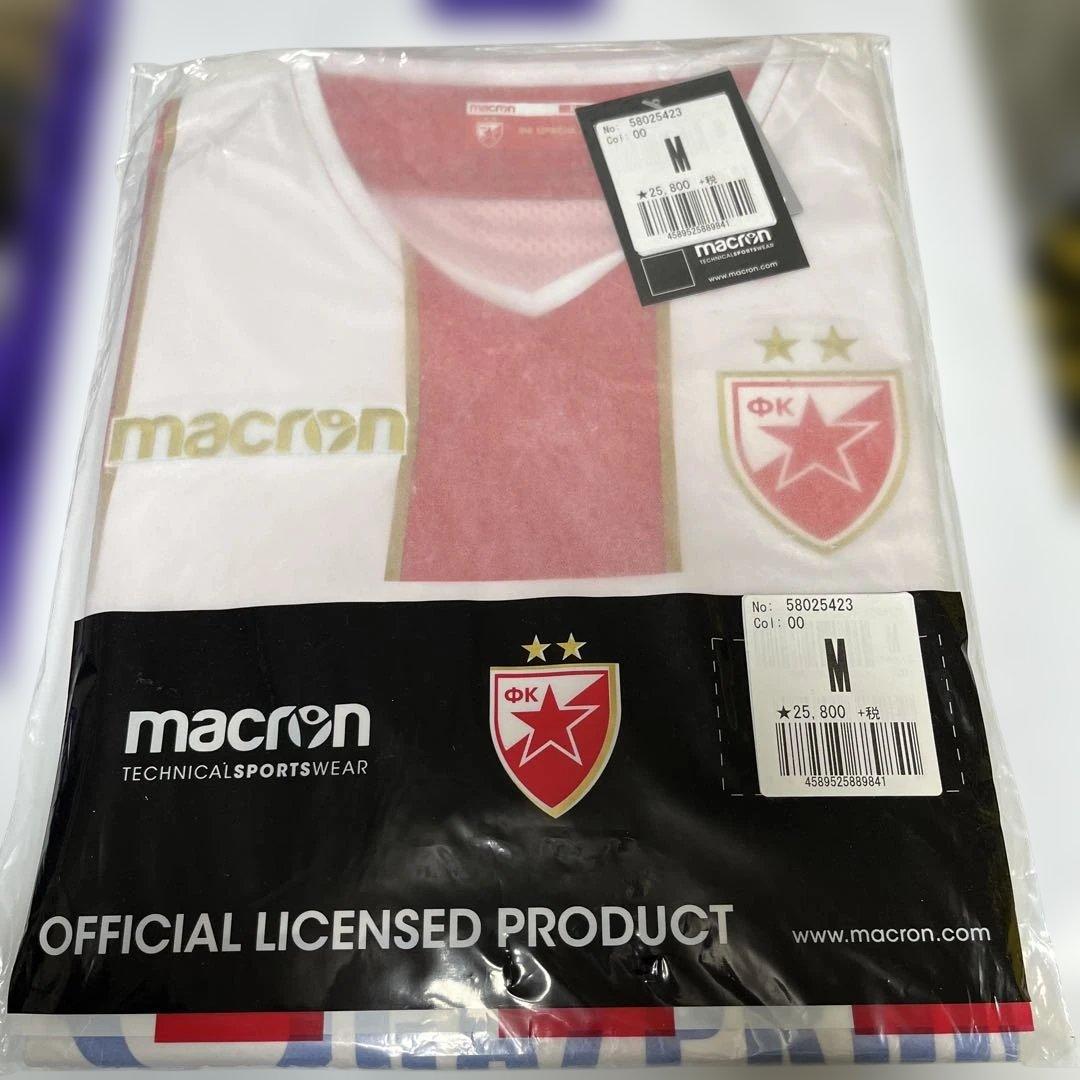 macron
No: 58025423
Col: 00
M
★25,800 +税
4589525889841
macron
TECHNICALSPORTSWEAR
www.macron.com
macron
ФК
No: 58025423
Col: 00
M
★25,800 +税
4589525889841
ФК
macron
TECHNICALSPORTSWEAR
OFFICIAL LICENSED PRODUCT
www.macron.com